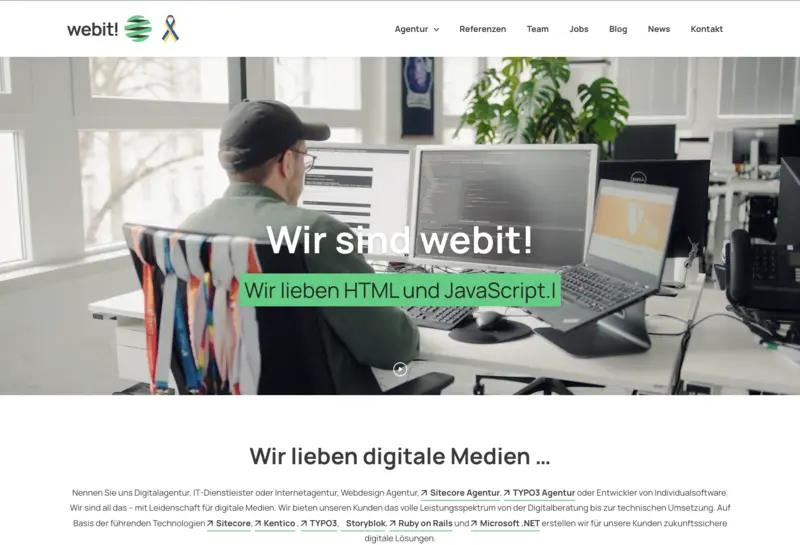 webit!
Agentur Referenzen Team Jobs Blog News Kontakt
DELL
Wir sind webit!
Wir lieben HTML und JavaScript.|
Wir lieben digitale Medien ...
Nennen Sie uns Digitalagentur, IT-Dienstleister oder Internetagentur, Webdesign Agentur, Sitecore Agentur, TYPO3 Agentur oder Entwickler von Individualsoftware.
Wir sind all das – mit Leidenschaft für digitale Medien. Wir bieten unseren Kunden das volle Leistungsspektrum von der Digitalberatung bis zur technischen Umsetzung. Auf
Basis der führenden Technologien Sitecore, Kentico , TYPO3, Storyblok, Ruby on Rails und Microsoft .NET erstellen wir für unsere Kunden zukunftssichere
digitale Lösungen.